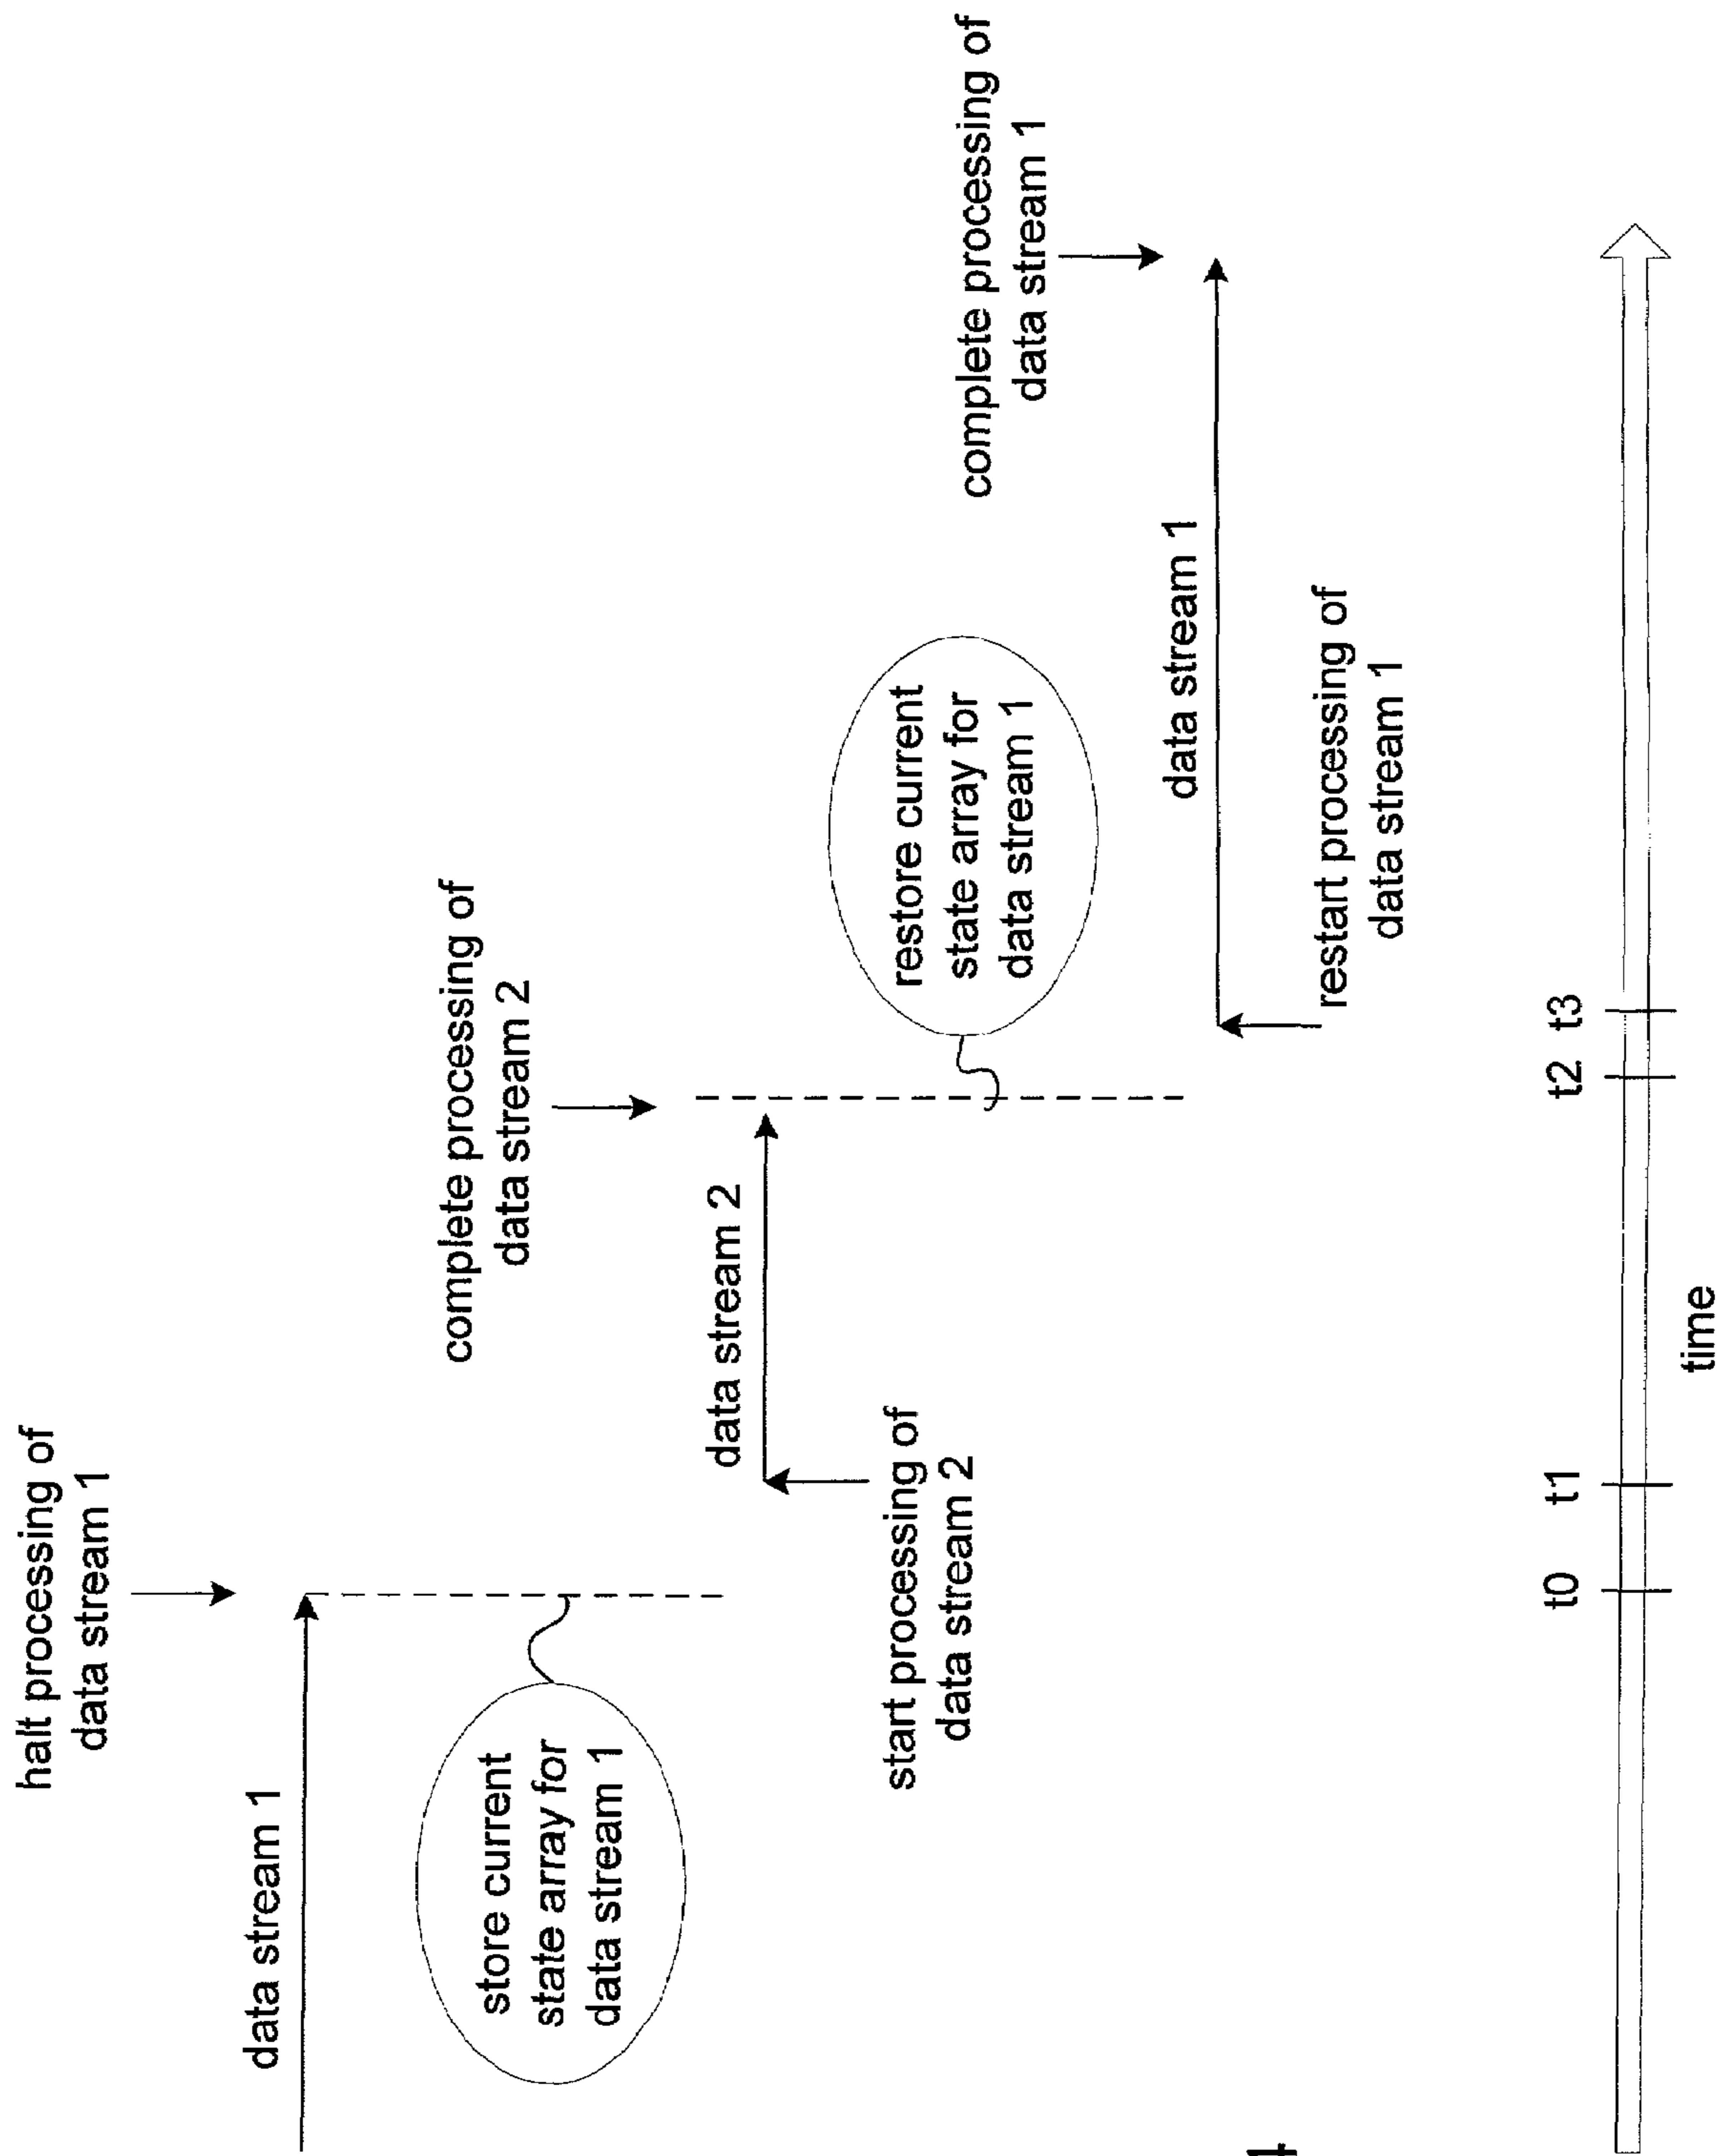 halt processing of
data stream 1
data stream 1
store current
state array for
data stream 1
complete processing of
data stream 2
data stream 2
start processing of
data stream 2
restore current
state array for
data stream 1
complete processing of
data stream 1
data stream 1
restart processing of
data stream 1
t0 t1 t2 t3
time